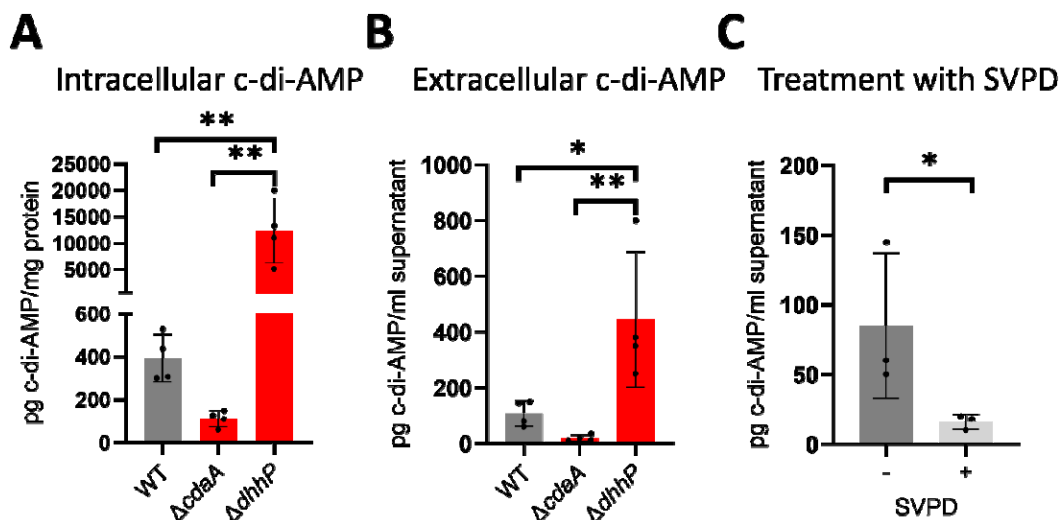 A
Intracellular c-di-AMP
**
**
pg c-di-AMP/mg protein
25000
20000
15000
10000
5000
600
400
200
0
WT
ΔcdaA
ΔdhhP
B
Extracellular c-di-AMP
*
**
pg c-di-AMP/ml supernatant
1000
800
600
400
200
0
WT
ΔcdaA
ΔdhhP
C
Treatment with SVPD
*
pg c-di-AMP/ml supernatant
200
150
100
50
0
- +
SVPD